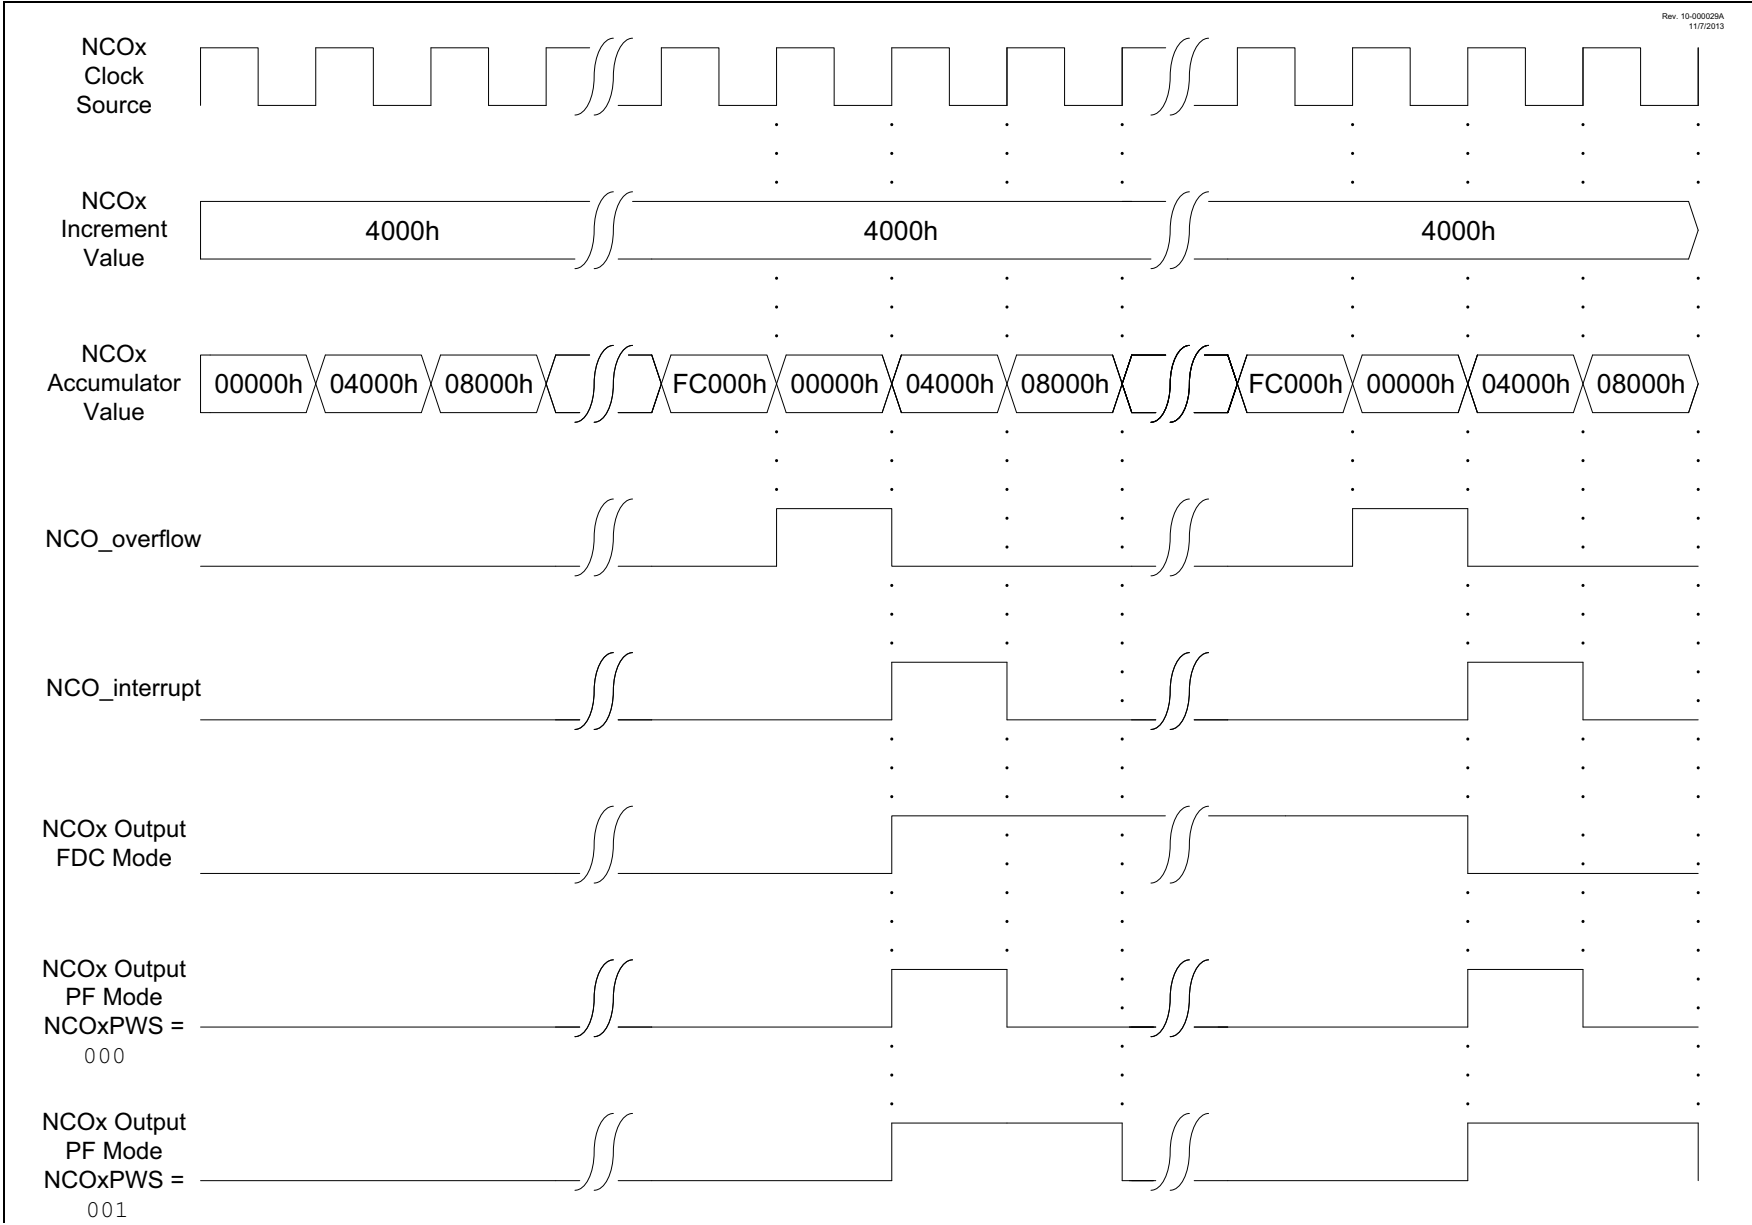 Rev. 10-000029A
11/7/2013
NCOx
Clock
Source
NCOx
Increment
Value
4000h
4000h
4000h
NCOx
Accumulator
Value
00000h 04000h 08000h FC000h 00000h 04000h 08000h FC000h 00000h 04000h 08000h
NCO_overflow
NCO_interrupt
NCOx Output
FDC Mode
NCOx Output
PF Mode
NCOxPWS =
000
NCOx Output
PF Mode
NCOxPWS =
001